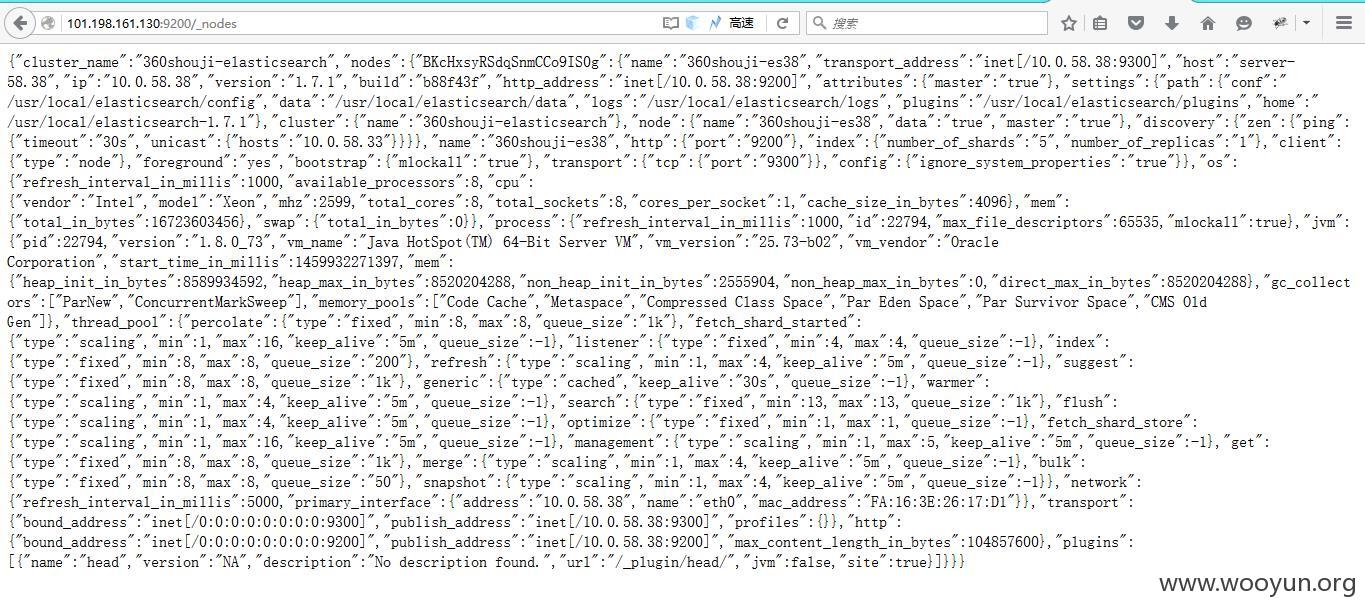 101.198.161.130:9200/_nodes 高速 搜索
{"cluster_name":"360shouji-elasticsearch","nodes":{"BKcHxsyRSdqSnmCCo9IS0g":{"name":"360shouji-es38","transport_address":"inet[/10.0.58.38:9300]","host":"server-
58.38","ip":"10.0.58.38","version":"1.7.1","build":"b88f43f","http_address":"inet[/10.0.58.38:9200]","attributes":{"master":"true"},"settings":{"path":{"conf":"
/usr/local/elasticsearch/config","data":"/usr/local/elasticsearch/data","logs":"/usr/local/elasticsearch/logs","plugins":"/usr/local/elasticsearch/plugins","home":"
/usr/local/elasticsearch-1.7.1"},"cluster":{"name":"360shouji-elasticsearch"},"node":{"name":"360shouji-es38","data":"true","master":"true"},"discovery":{"zen":{"ping":
{"timeout":"30s","unicast":{"hosts":"10.0.58.33"}}}},"name":"360shouji-es38","http":{"port":"9200"},"index":{"number_of_shards":"5","number_of_replicas":"1"},"client":
{"type":"node"},"foreground":"yes","bootstrap":{"mlockall":"true"},"transport":{"tcp":{"port":"9300"}},"config":{"ignore_system_properties":"true"}},"os":
{"refresh_interval_in_millis":1000,"available_processors":8,"cpu":
{"vendor":"Intel","model":"Xeon","mhz":2599,"total_cores":8,"total_sockets":8,"cores_per_socket":1,"cache_size_in_bytes":4096},"mem":
{"total_in_bytes":16723603456},"swap":{"total_in_bytes":0}},"process":{"refresh_interval_in_millis":1000,"id":22794,"max_file_descriptors":65535,"mlockall":true},"jvm":
{"pid":22794,"version":"1.8.0_73","vm_name":"Java HotSpot(TM) 64-Bit Server VM","vm_version":"25.73-b02","vm_vendor":"Oracle
Corporation","start_time_in_millis":1459932271397,"mem":
{"heap_init_in_bytes":8589934592,"heap_max_in_bytes":8520204288,"non_heap_init_in_bytes":2555904,"non_heap_max_in_bytes":0,"direct_max_in_bytes":8520204288},"gc_collect
ors":["ParNew","ConcurrentMarkSweep"],"memory_pools":["Code Cache","Metaspace","Compressed Class Space","Par Eden Space","Par Survivor Space","CMS Old
Gen"]},"thread_pool":{"percolate":{"type":"fixed","min":8,"max":8,"queue_size":"1k"},"fetch_shard_started":
{"type":"scaling","min":1,"max":16,"keep_alive":"5m","queue_size":-1},"listener":{"type":"fixed","min":4,"max":4,"queue_size":-1},"index":
{"type":"fixed","min":8,"max":8,"queue_size":"200"},"refresh":{"type":"scaling","min":1,"max":4,"keep_alive":"5m","queue_size":-1},"suggest":
{"type":"fixed","min":8,"max":8,"queue_size":"1k"},"generic":{"type":"cached","keep_alive":"30s","queue_size":-1},"warmer":
{"type":"scaling","min":1,"max":4,"keep_alive":"5m","queue_size":-1},"search":{"type":"fixed","min":13,"max":13,"queue_size":"1k"},"flush":
{"type":"scaling","min":1,"max":4,"keep_alive":"5m","queue_size":-1},"optimize":{"type":"fixed","min":1,"max":1,"queue_size":-1},"fetch_shard_store":
{"type":"scaling","min":1,"max":16,"keep_alive":"5m","queue_size":-1},"management":{"type":"scaling","min":1,"max":5,"keep_alive":"5m","queue_size":-1},"get":
{"type":"fixed","min":8,"max":8,"queue_size":"1k"},"merge":{"type":"scaling","min":1,"max":4,"keep_alive":"5m","queue_size":-1},"bulk":
{"type":"fixed","min":8,"max":8,"queue_size":"50"},"snapshot":{"type":"scaling","min":1,"max":4,"keep_alive":"5m","queue_size":-1}},"network":
{"refresh_interval_in_millis":5000,"primary_interface":{"address":"10.0.58.38","name":"eth0","mac_address":"FA:16:3E:26:17:D1"}},"transport":
{"bound_address":"inet[/0:0:0:0:0:0:0:0:9300]","publish_address":"inet[/10.0.58.38:9300]","profiles":{}},"http":
{"bound_address":"inet[/0:0:0:0:0:0:0:0:9200]","publish_address":"inet[/10.0.58.38:9200]","max_content_length_in_bytes":104857600},"plugins":
[{"name":"head","version":"NA","description":"No description found.","url":"/_plugin/head/","jvm":false,"site":true}]}}}
www.wooyun.org